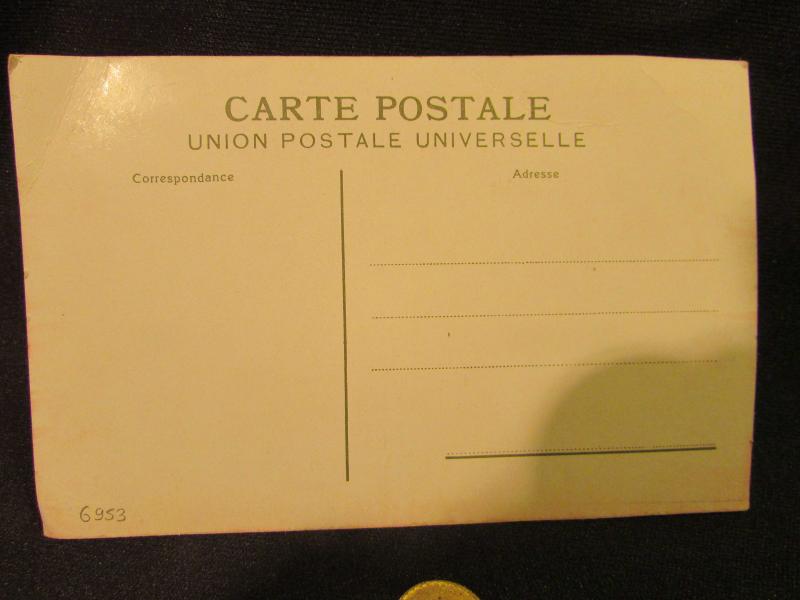 CARTE POSTALE
UNION POSTALE UNIVERSELLE
Correspondance
Adresse
6953